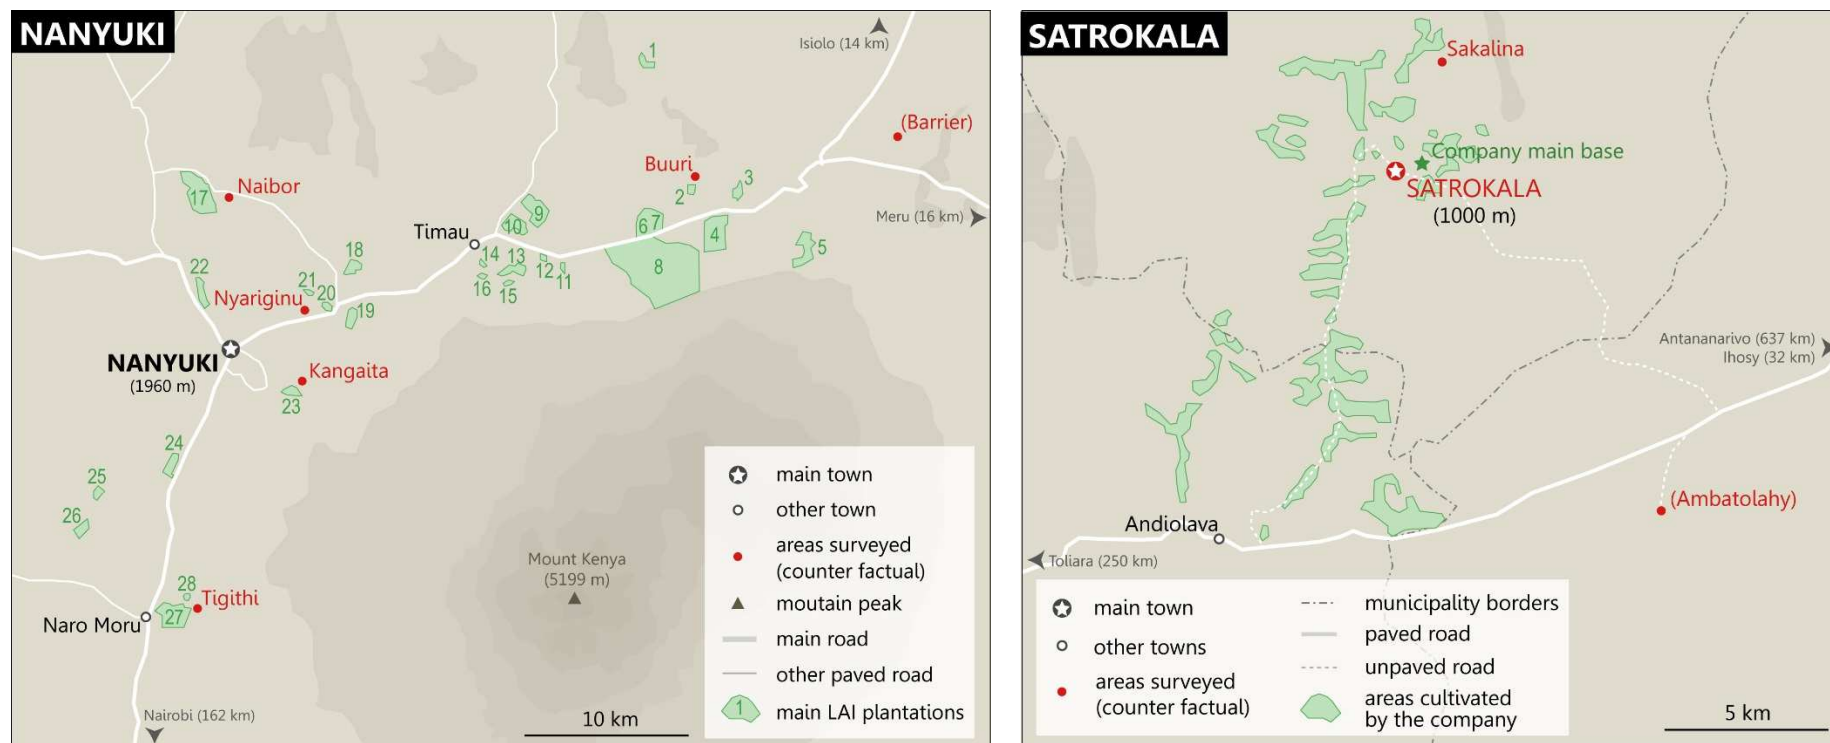 NANYUKI
Isiolo (14 km)
1
(Barrier)
Buuri
2
3
Naibor
17
Meru (16 km)
Timau
9
10
6
7
4
5
14
13
12
11
8
16
15
18
22
21
20
Nyariginu
19
NANYUKI
(1960 m)
Kangaita
23
24
25
26
28
Tigithi
27
Naro Moru
Nairobi (162 km)
Mount Kenya
(5199 m)
main town
other town
areas surveyed
(counter factual)
moutain peak
main road
other paved road
1
main LAI plantations
10 km
SATROKALA
Sakalina
Company main base
SATROKALA
(1000 m)
Antananarivo (637 km)
Ihosy (32 km)
(Ambatolahy)
Andiolava
Toliara (250 km)
main town
other towns
areas surveyed
(counter factual)
municipality borders
paved road
unpaved road
areas cultivated
by the company
5 km